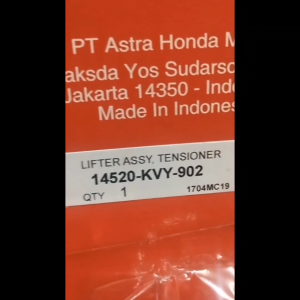 PT Astra Honda M
aksda Yos Sudarso
Jakarta 14350 - Indo
Made In Indones
LIFTER ASSY, TENSIONER
14520-KVY-902
QTY 1 1704MC19